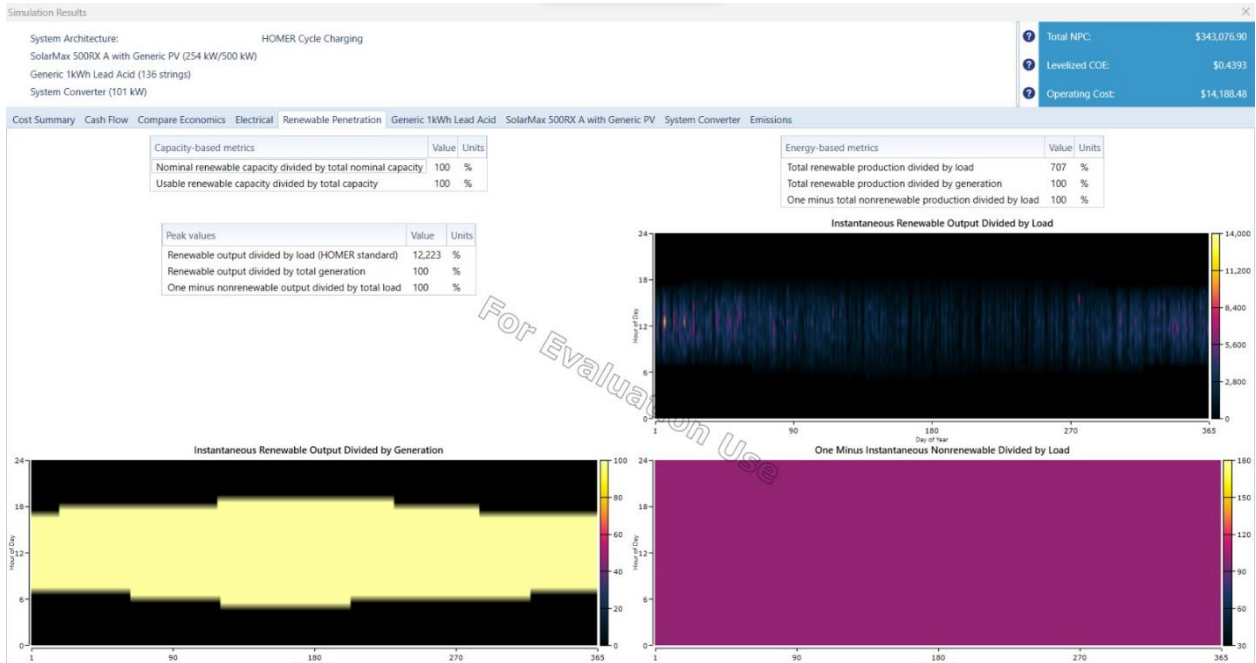 Simulation Results
System Architecture: HOMER Cycle Charging
SolarMax 500RX A with Generic PV (254 kW/500 kW)
Generic 1kWh Lead Acid (136 strings)
System Converter (101 kW)
Total NPC: $343,076.90
Levelized COE: $0.4393
Operating Cost: $14,188.48
Cost Summary Cash Flow Compare Economics Electrical Renewable Penetration Generic 1kWh Lead Acid SolarMax 500RX A with Generic PV System Converter Emissions
Capacity-based metrics Value Units
Nominal renewable capacity divided by total nominal capacity 100 %
Usable renewable capacity divided by total capacity 100 %
Energy-based metrics Value Units
Total renewable production divided by load 707 %
Total renewable production divided by generation 100 %
One minus total nonrenewable production divided by load 100 %
Peak values Value Units
Renewable output divided by load (HOMER standard) 12,223 %
Renewable output divided by total generation 100 %
One minus nonrenewable output divided by total load 100 %
Instantaneous Renewable Output Divided by Load
24
18
12
6
0
Hour of Day
1 90 180 270 365
Day of Year
14,000
11,200
8,400
5,600
2,800
0
For Evaluation Use
Instantaneous Renewable Output Divided by Generation
24
18
12
6
0
Hour of Day
1 90 180 270 365
100
80
60
40
20
0
One Minus Instantaneous Nonrenewable Divided by Load
24
18
12
6
0
Hour of Day
1 90 180 270 365
180
150
120
90
60
30